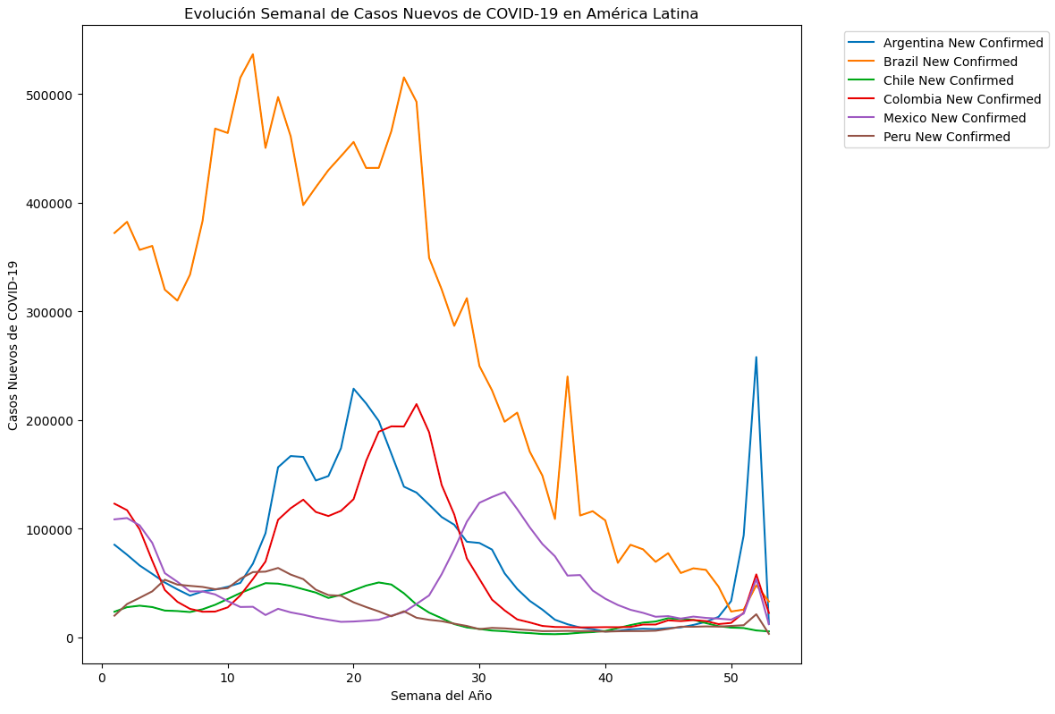 Evolución Semanal de Casos Nuevos de COVID-19 en América Latina
Argentina New Confirmed
Brazil New Confirmed
Chile New Confirmed
Colombia New Confirmed
Mexico New Confirmed
Peru New Confirmed
Casos Nuevos de COVID-19
500000
400000
300000
200000
100000
0
0 10 20 30 40 50
Semana del Año